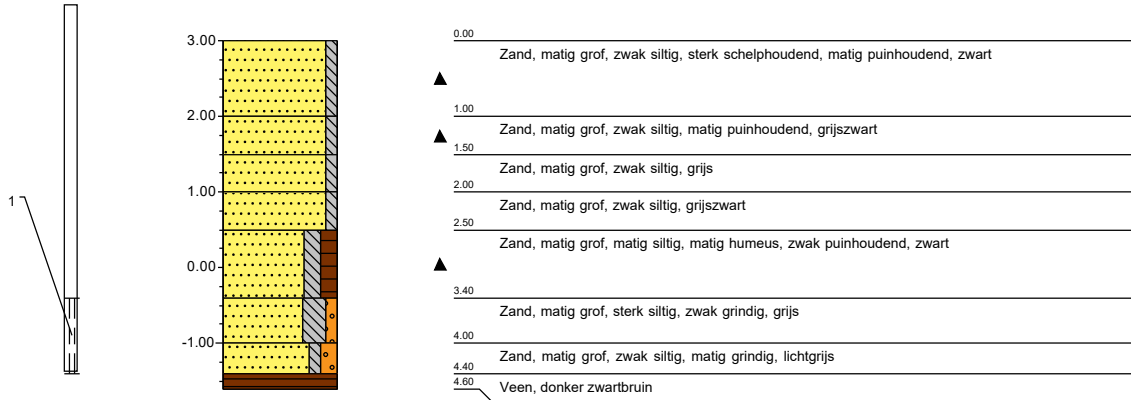 1
3.00
2.00
1.00
0.00
-1.00
0.00
Zand, matig grof, zwak siltig, sterk schelphoudend, matig puinhoudend, zwart
1.00
Zand, matig grof, zwak siltig, matig puinhoudend, grijszwart
1.50
Zand, matig grof, zwak siltig, grijs
2.00
Zand, matig grof, zwak siltig, grijszwart
2.50
Zand, matig grof, matig siltig, matig humeus, zwak puinhoudend, zwart
3.40
Zand, matig grof, sterk siltig, zwak grindig, grijs
4.00
Zand, matig grof, zwak siltig, matig grindig, lichtgrijs
4.40
Veen, donker zwartbruin
4.60